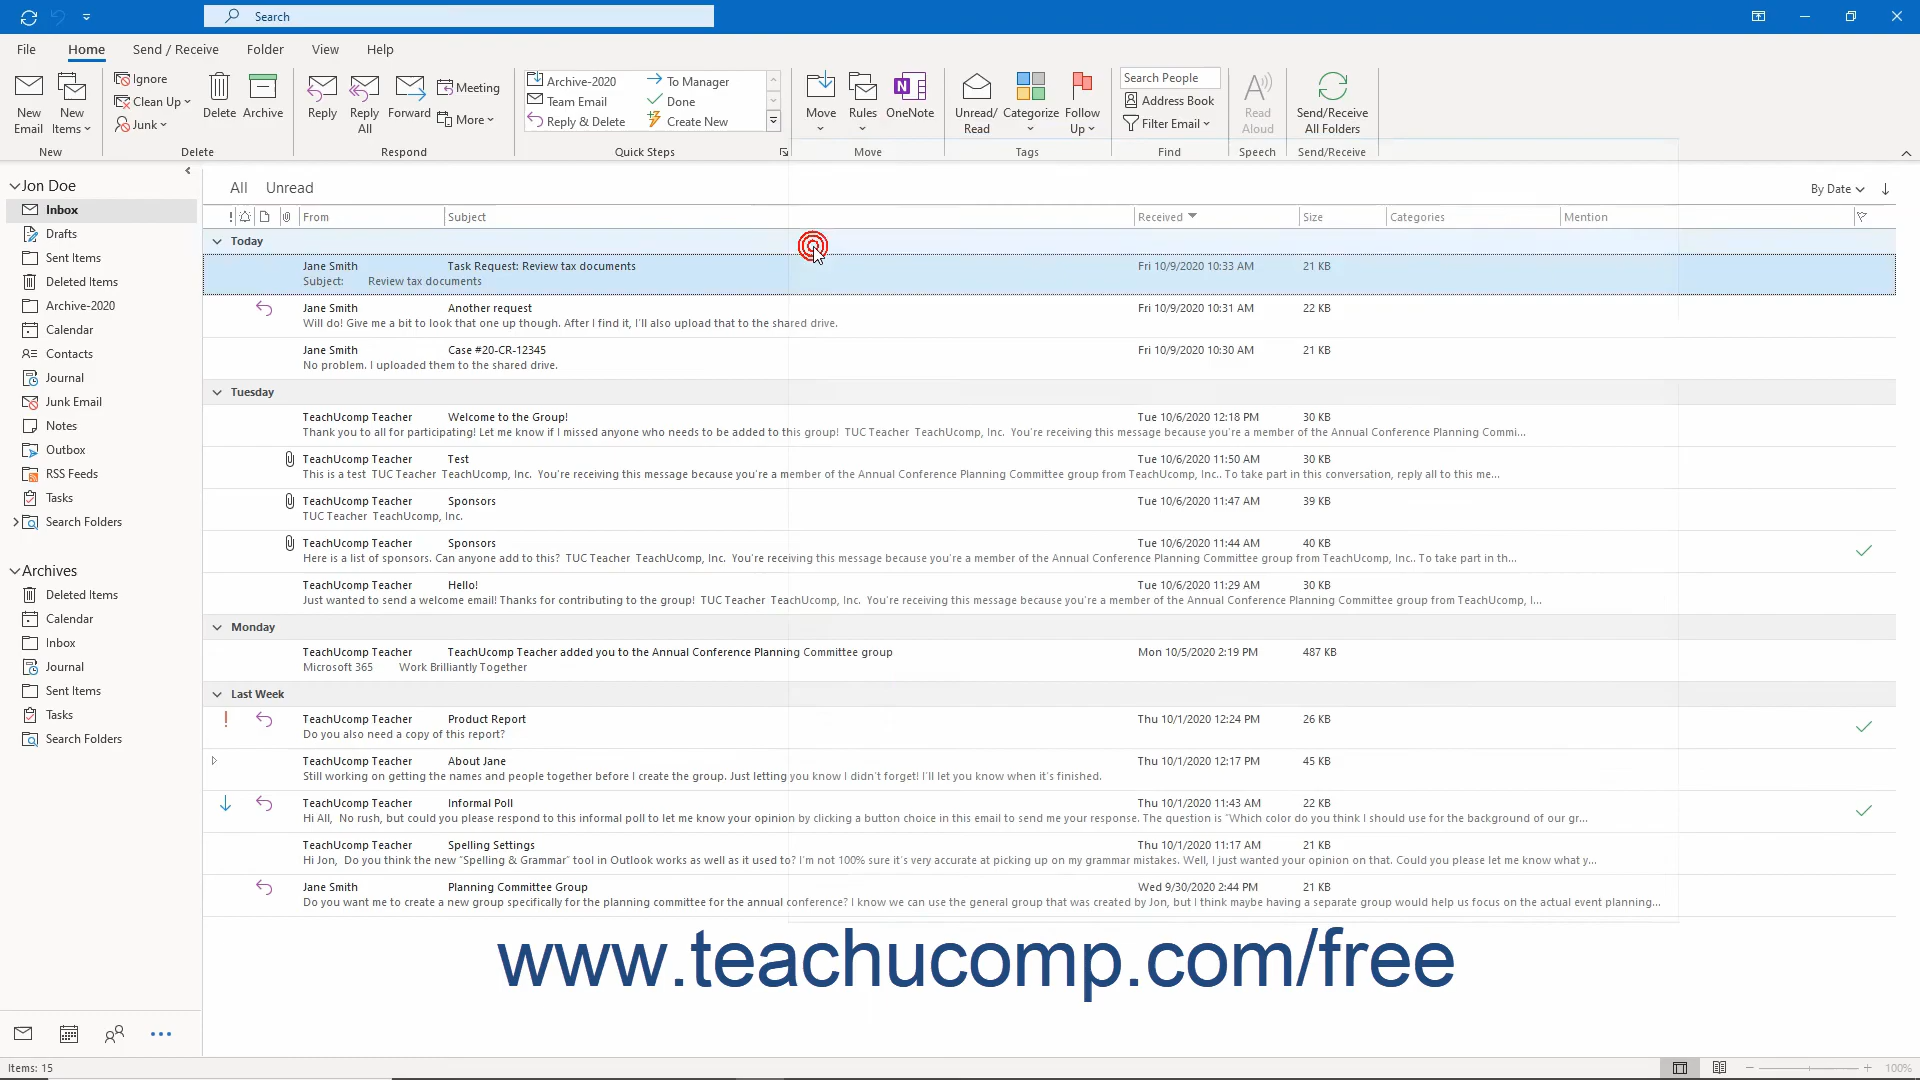 Search
File Home Send / Receive Folder View Help
New Email
New Items
New
Ignore
Clean Up
Junk
Delete
Archive
Delete
Reply
Reply All
Forward
Meeting
More
Respond
Archive-2020
Team Email
Reply & Delete
To Manager
Done
Create New
Quick Steps
Move
Rules
OneNote
Move
Unread/ Read
Categorize
Follow Up
Tags
Search People
Address Book
Filter Email
Find
Read Aloud
Speech
Send/Receive All Folders
Send/Receive
Jon Doe
Inbox
Drafts
Sent Items
Deleted Items
Archive-2020
Calendar
Contacts
Journal
Junk Email
Notes
Outbox
RSS Feeds
Tasks
Search Folders
Archives
Deleted Items
Calendar
Inbox
Journal
Sent Items
Tasks
Search Folders
All Unread By Date
From Subject Received Size Categories Mention
Today
Jane Smith Task Request: Review tax documents Fri 10/9/2020 10:33 AM 21 KB
Subject: Review tax documents
Jane Smith Another request Fri 10/9/2020 10:31 AM 22 KB
Will do! Give me a bit to look that one up though. After I find it, I'll also upload that to the shared drive.
Jane Smith Case #20-CR-12345 Fri 10/9/2020 10:30 AM 21 KB
No problem. I uploaded them to the shared drive.
Tuesday
TeachUcomp Teacher Welcome to the Group! Tue 10/6/2020 12:18 PM 30 KB
Thank you to all for participating! Let me know if I missed anyone who needs to be added to this group! TUC Teacher TeachUcomp, Inc. You're receiving this message because you're a member of the Annual Conference Planning Commi...
TeachUcomp Teacher Test Tue 10/6/2020 11:50 AM 30 KB
This is a test TUC Teacher TeachUcomp, Inc. You're receiving this message because you're a member of the Annual Conference Planning Committee group from TeachUcomp, Inc.. To take part in this conversation, reply all to this me...
TeachUcomp Teacher Sponsors Tue 10/6/2020 11:47 AM 39 KB
TUC Teacher TeachUcomp, Inc.
TeachUcomp Teacher Sponsors Tue 10/6/2020 11:44 AM 40 KB
Here is a list of sponsors. Can anyone add to this? TUC Teacher TeachUcomp, Inc. You're receiving this message because you're a member of the Annual Conference Planning Committee group from TeachUcomp, Inc.. To take part in th...
TeachUcomp Teacher Hello! Tue 10/6/2020 11:29 AM 30 KB
Just wanted to send a welcome email! Thanks for contributing to the group! TUC Teacher TeachUcomp, Inc. You're receiving this message because you're a member of the Annual Conference Planning Committee group from TeachUcomp, I...
Monday
TeachUcomp Teacher TeachUcomp Teacher added you to the Annual Conference Planning Committee group Mon 10/5/2020 2:19 PM 487 KB
Microsoft 365 Work Brilliantly Together
Last Week
TeachUcomp Teacher Product Report Thu 10/1/2020 12:24 PM 26 KB
Do you also need a copy of this report?
TeachUcomp Teacher About Jane Thu 10/1/2020 12:17 PM 45 KB
Still working on getting the names and people together before I create the group. Just letting you know I didn't forget! I'll let you know when it's finished.
TeachUcomp Teacher Informal Poll Thu 10/1/2020 11:43 AM 22 KB
Hi All, No rush, but could you please respond to this informal poll to let me know your opinion by clicking a button choice in this email to send me your response. The question is "Which color do you think I should use for the background of our gr...
TeachUcomp Teacher Spelling Settings Thu 10/1/2020 11:17 AM 21 KB
Hi Jon, Do you think the new "Spelling & Grammar" tool in Outlook works as well as it used to? I'm not 100% sure it's very accurate at picking up on my grammar mistakes. Well, I just wanted your opinion on that. Could you please let me know what y...
Jane Smith Planning Committee Group Wed 9/30/2020 2:44 PM 21 KB
Do you want me to create a new group specifically for the planning committee for the annual conference? I know we can use the general group that was created by Jon, but I think maybe having a separate group would help us focus on the actual event planning...
www.teachucomp.com/free
Items: 15
100%